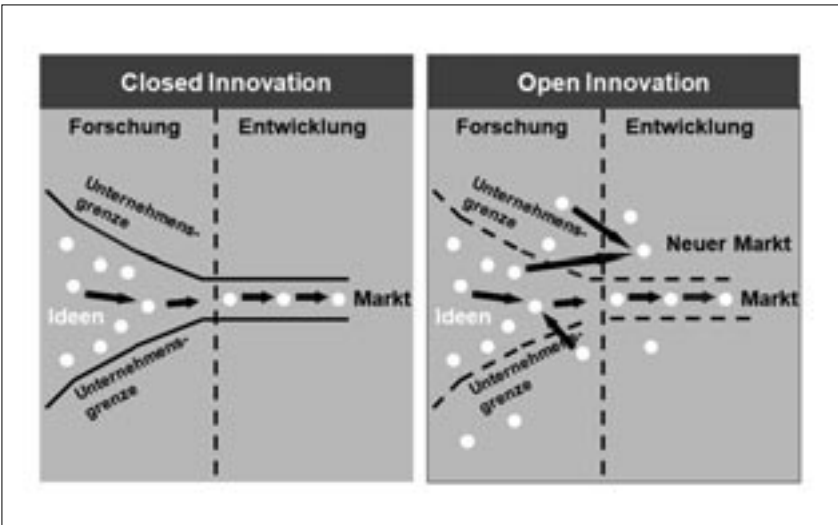 Closed Innovation
Forschung
Entwicklung
Unternehmens-
grenze
Ideen
Markt
Unternehmens-
grenze
Open Innovation
Forschung
Entwicklung
Unternehmens-
grenze
Neuer Markt
Ideen
Markt
Unternehmens-
grenze